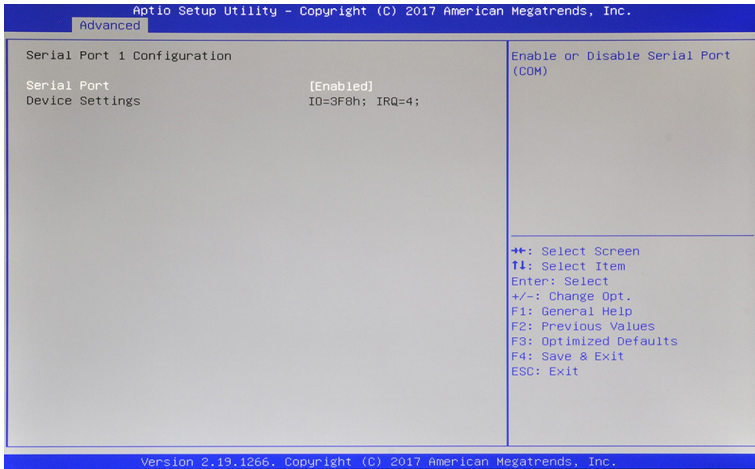 Aptio Setup Utility – Copyright (C) 2017 American Megatrends, Inc.
Advanced
Serial Port 1 Configuration
Serial Port [Enabled]
Device Settings IO=3F8h; IRQ=4;
Enable or Disable Serial Port
(COM)
→←: Select Screen
↑↓: Select Item
Enter: Select
+/-: Change Opt.
F1: General Help
F2: Previous Values
F3: Optimized Defaults
F4: Save & Exit
ESC: Exit
Version 2.19.1266. Copyright (C) 2017 American Megatrends, Inc.